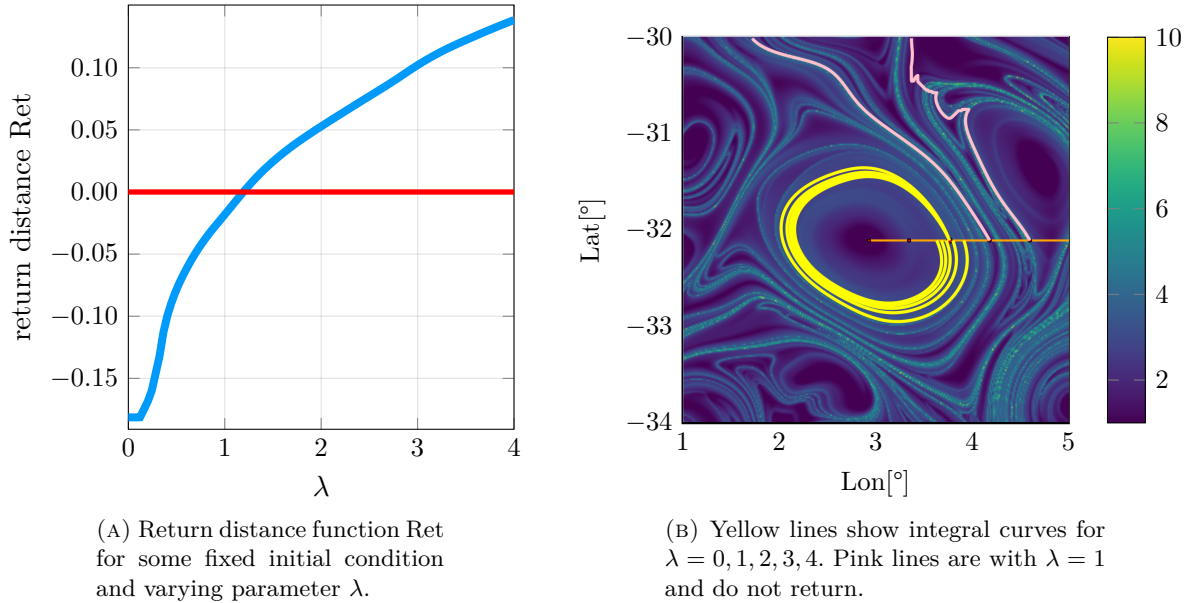 return distance Ret
0.10
0.05
0.00
−0.05
−0.10
−0.15
0 1 2 3 4
λ
(A) Return distance function Ret
for some fixed initial condition
and varying parameter λ.
Lat[°]
−30
−31
−32
−33
−34
1 2 3 4 5
Lon[°]
10
8
6
4
2
(B) Yellow lines show integral curves for
λ = 0, 1, 2, 3, 4. Pink lines are with λ = 1
and do not return.